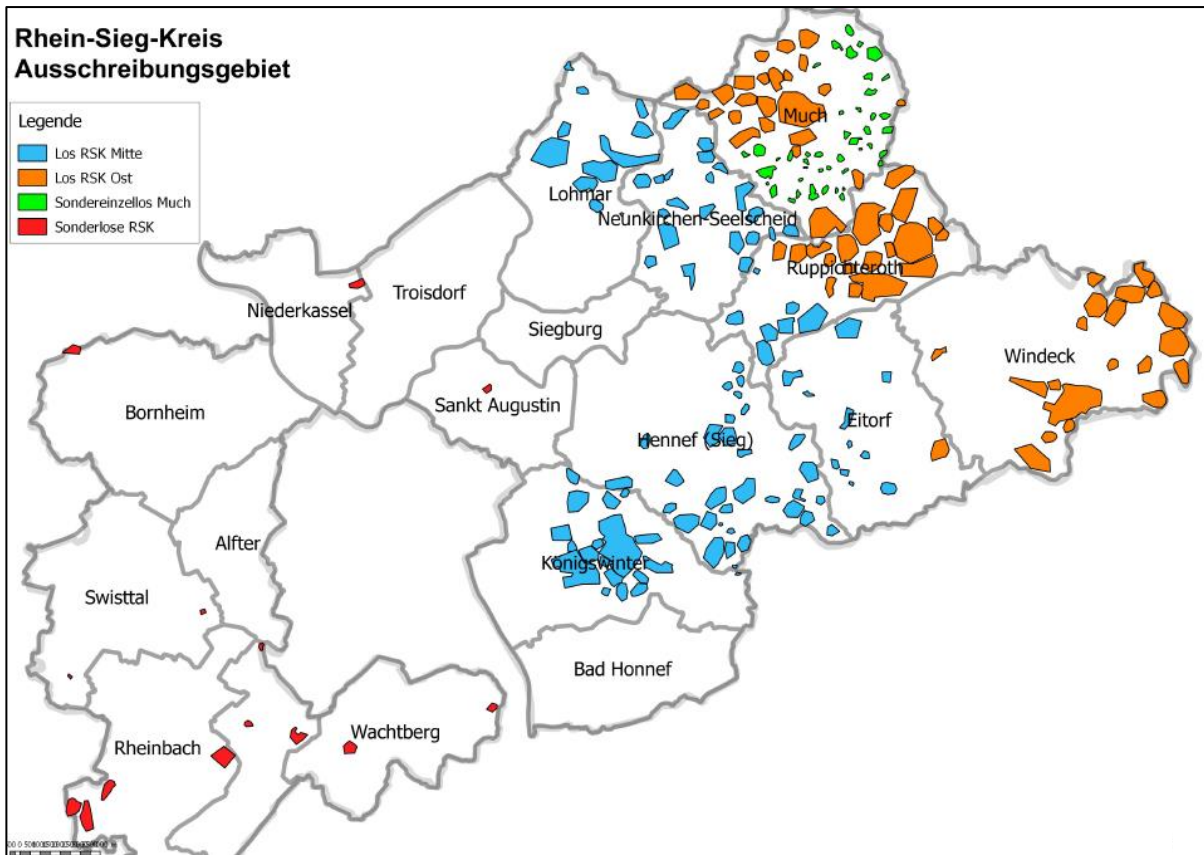 Rhein-Sieg-Kreis
Ausschreibungsgebiet
Legende
Los RSK Mitte
Los RSK Ost
Sondereinzellos Much
Sonderlose RSK
Much
Lohmar
Neunkirchen-Seelscheid
Ruppichteroth
Troisdorf
Niederkassel
Siegburg
Windeck
Bornheim
Sankt Augustin
Eitorf
Hennef (Sieg)
Alfter
Königswinter
Swisttal
Bad Honnef
Wachtberg
Rheinbach